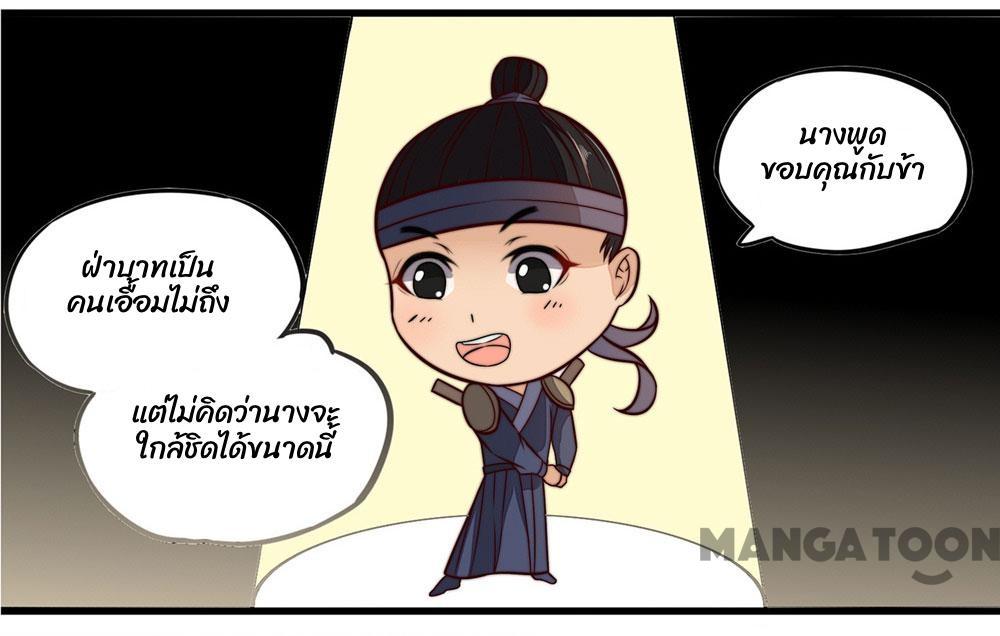 นางพูด
ขอบคุณกับข้า
ฝ่าบาทเป็น
คนเอื้อมไม่ถึง
แต่ไม่คิดว่านางจะ
ใกล้ชิดได้ขนาดนี้
MANGATOON